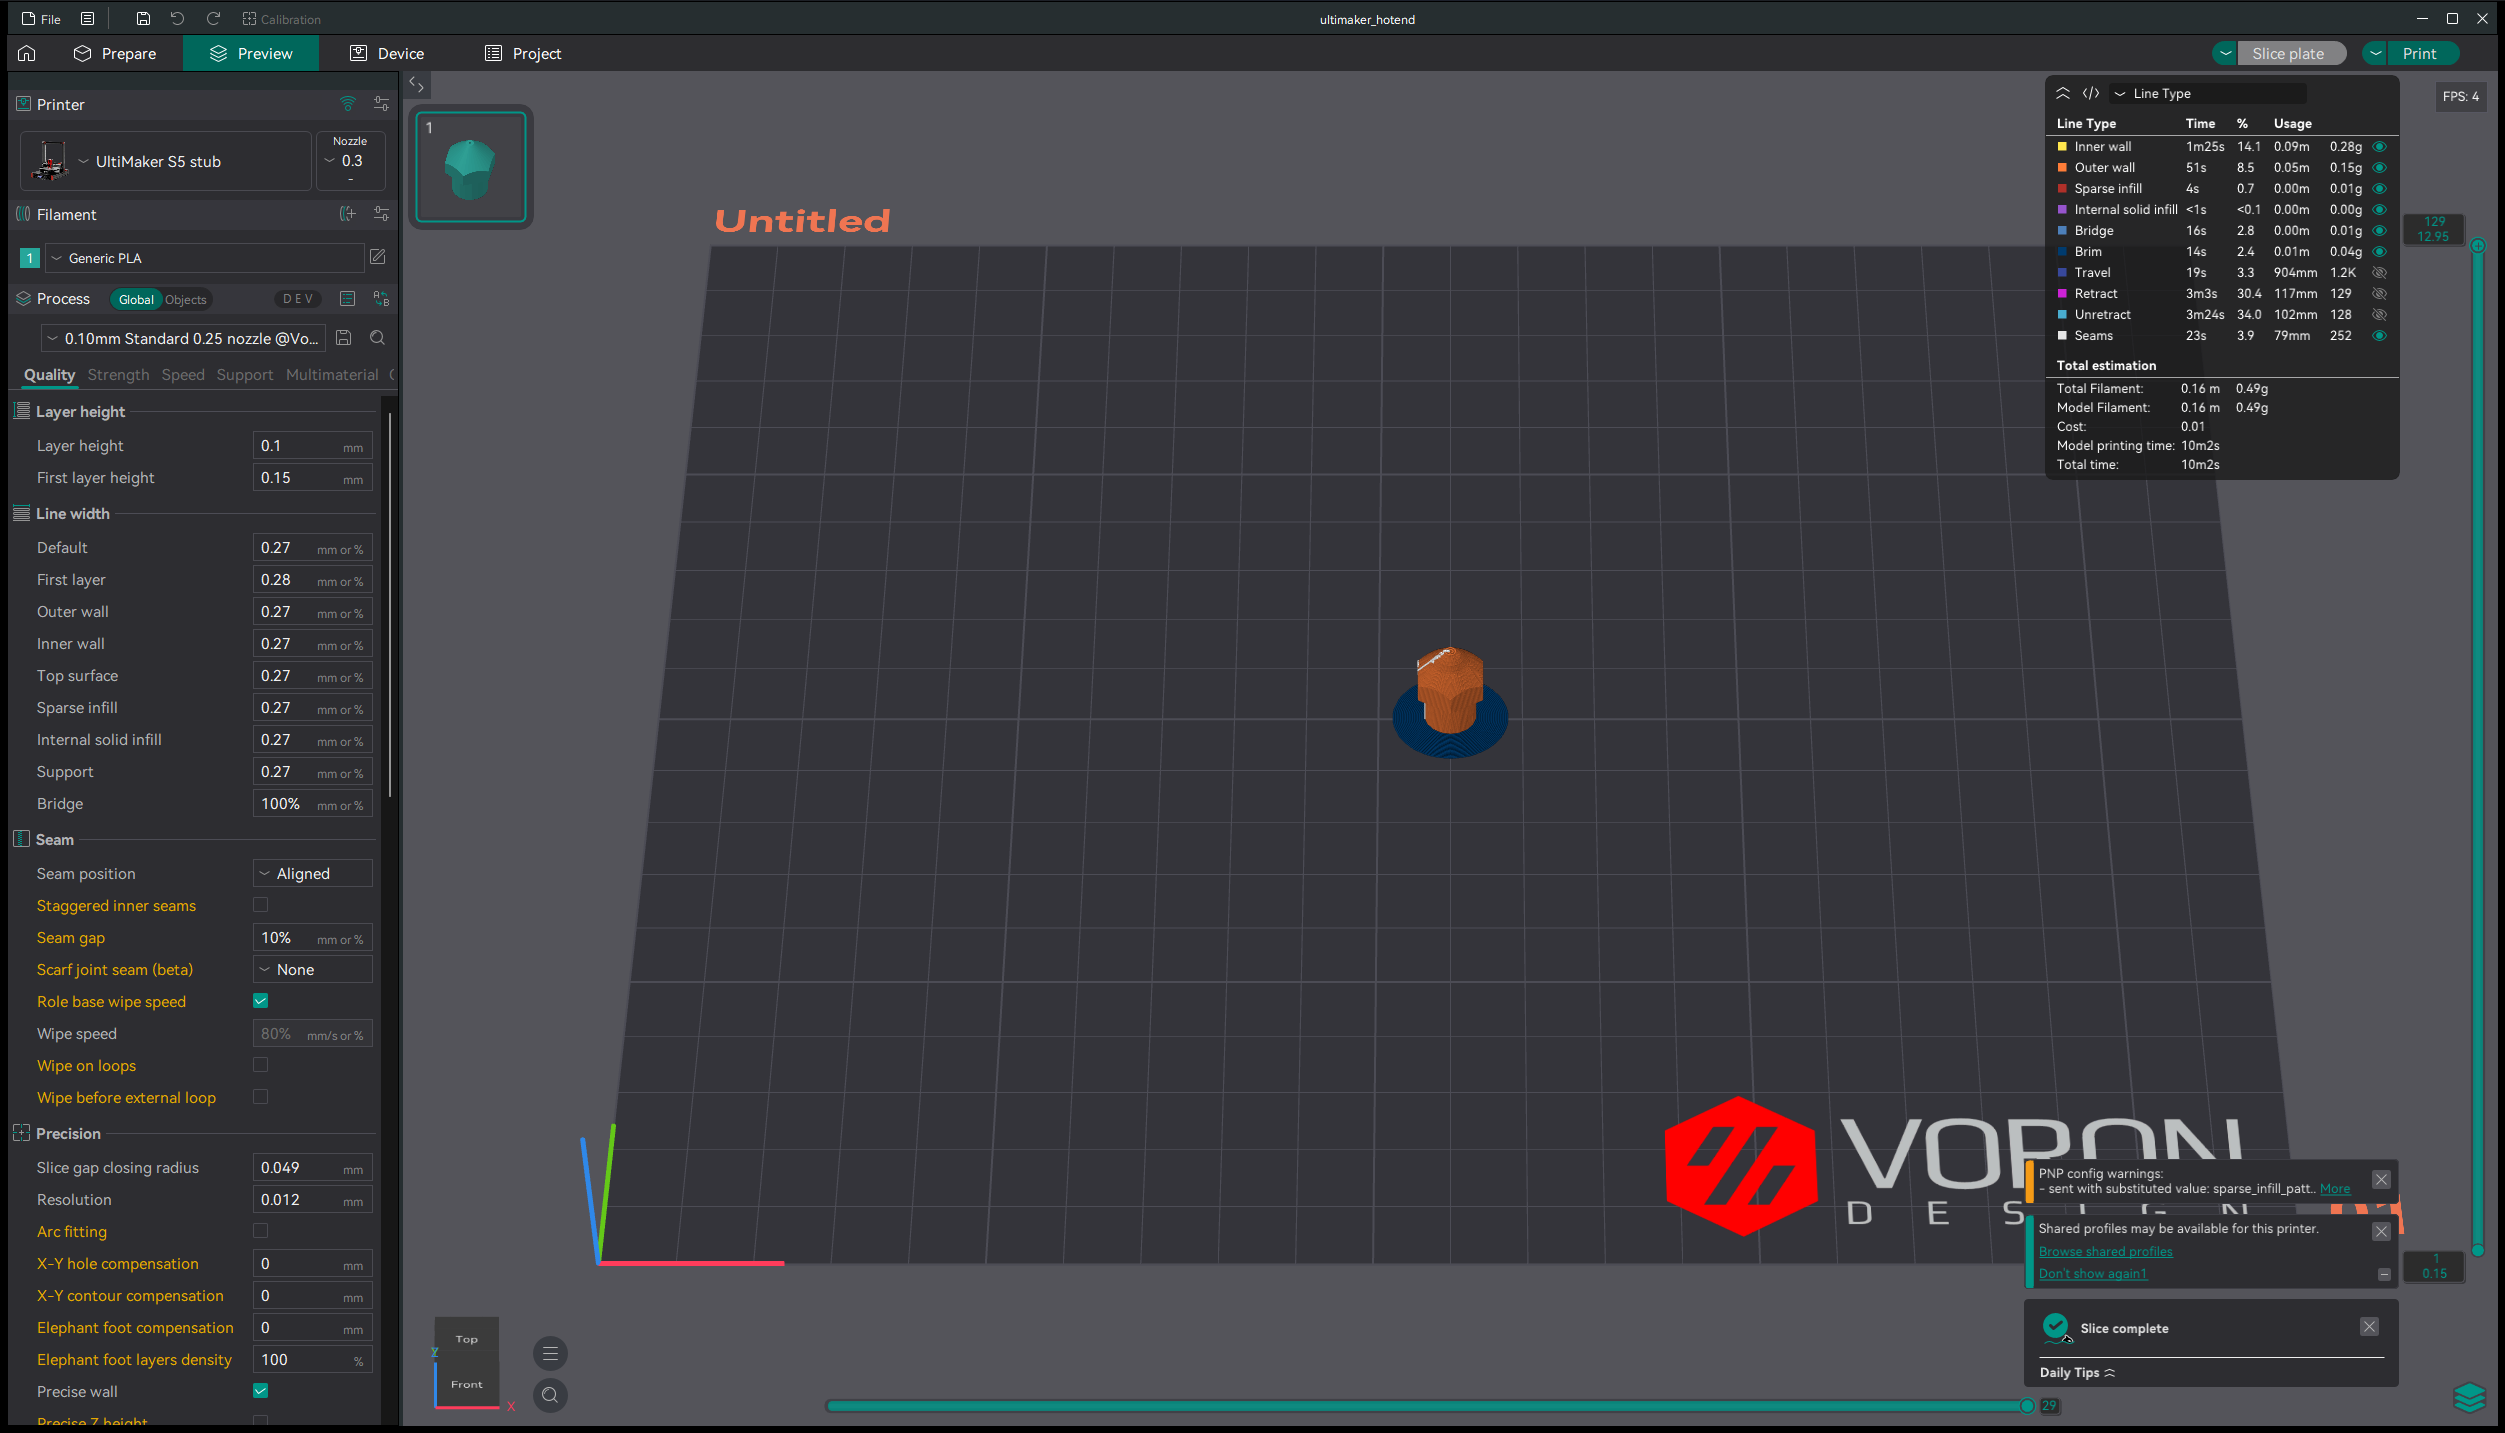 File
Calibration
ultimaker_hotend
Prepare
Preview
Device
Project
Slice plate
Print
Printer
UltiMaker S5 stub
Nozzle
0.3
-
Filament
1
Generic PLA
Process
Global
Objects
DEV
0.10mm Standard 0.25 nozzle @Vo...
Quality
Strength
Speed
Support
Multimaterial
Layer height
Layer height 0.1 mm
First layer height 0.15 mm
Line width
Default 0.27 mm or %
First layer 0.28 mm or %
Outer wall 0.27 mm or %
Inner wall 0.27 mm or %
Top surface 0.27 mm or %
Sparse infill 0.27 mm or %
Internal solid infill 0.27 mm or %
Support 0.27 mm or %
Bridge 100% mm or %
Seam
Seam position Aligned
Staggered inner seams
Seam gap 10% mm or %
Scarf joint seam (beta) None
Role base wipe speed
Wipe speed 80% mm/s or %
Wipe on loops
Wipe before external loop
Precision
Slice gap closing radius 0.049 mm
Resolution 0.012 mm
Arc fitting
X-Y hole compensation 0 mm
X-Y contour compensation 0 mm
Elephant foot compensation 0 mm
Elephant foot layers density 100 %
Precise wall
Precise Z height
1
Untitled
Line Type
FPS: 4
Line Type Time % Usage
Inner wall 1m25s 14.1 0.09m 0.28g
Outer wall 51s 8.5 0.05m 0.15g
Sparse infill 4s 0.7 0.00m 0.01g
Internal solid infill <1s <0.1 0.00m 0.00g
Bridge 16s 2.8 0.00m 0.01g
Brim 14s 2.4 0.01m 0.04g
Travel 19s 3.3 904mm 1.2K
Retract 3m3s 30.4 117mm 129
Unretract 3m24s 34.0 102mm 128
Seams 23s 3.9 79mm 252
Total estimation
Total Filament: 0.16 m 0.49g
Model Filament: 0.16 m 0.49g
Cost: 0.01
Model printing time: 10m2s
Total time: 10m2s
129
12.95
VORON
DESIGN
PNP config warnings:
- sent with substituted value: sparse_infill_patt.. More
Shared profiles may be available for this printer.
Browse shared profiles
Don't show again1
1
0.15
Slice complete
Daily Tips
Top
Front
Y
X
29